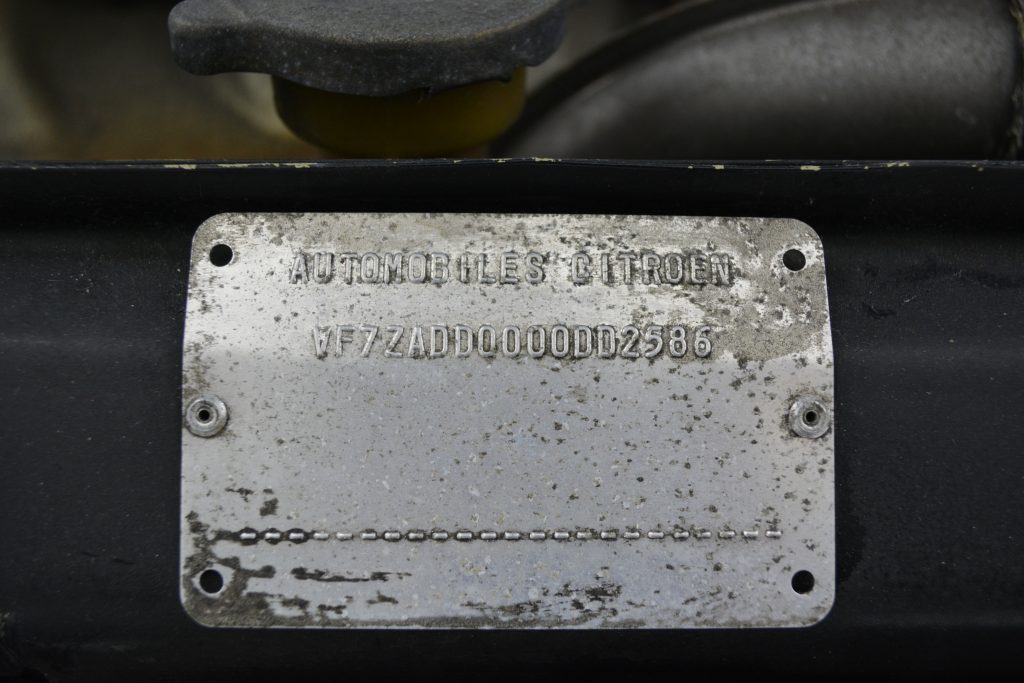 AUTOMOBILES CITROEN
VF7ZADD0000DD2586